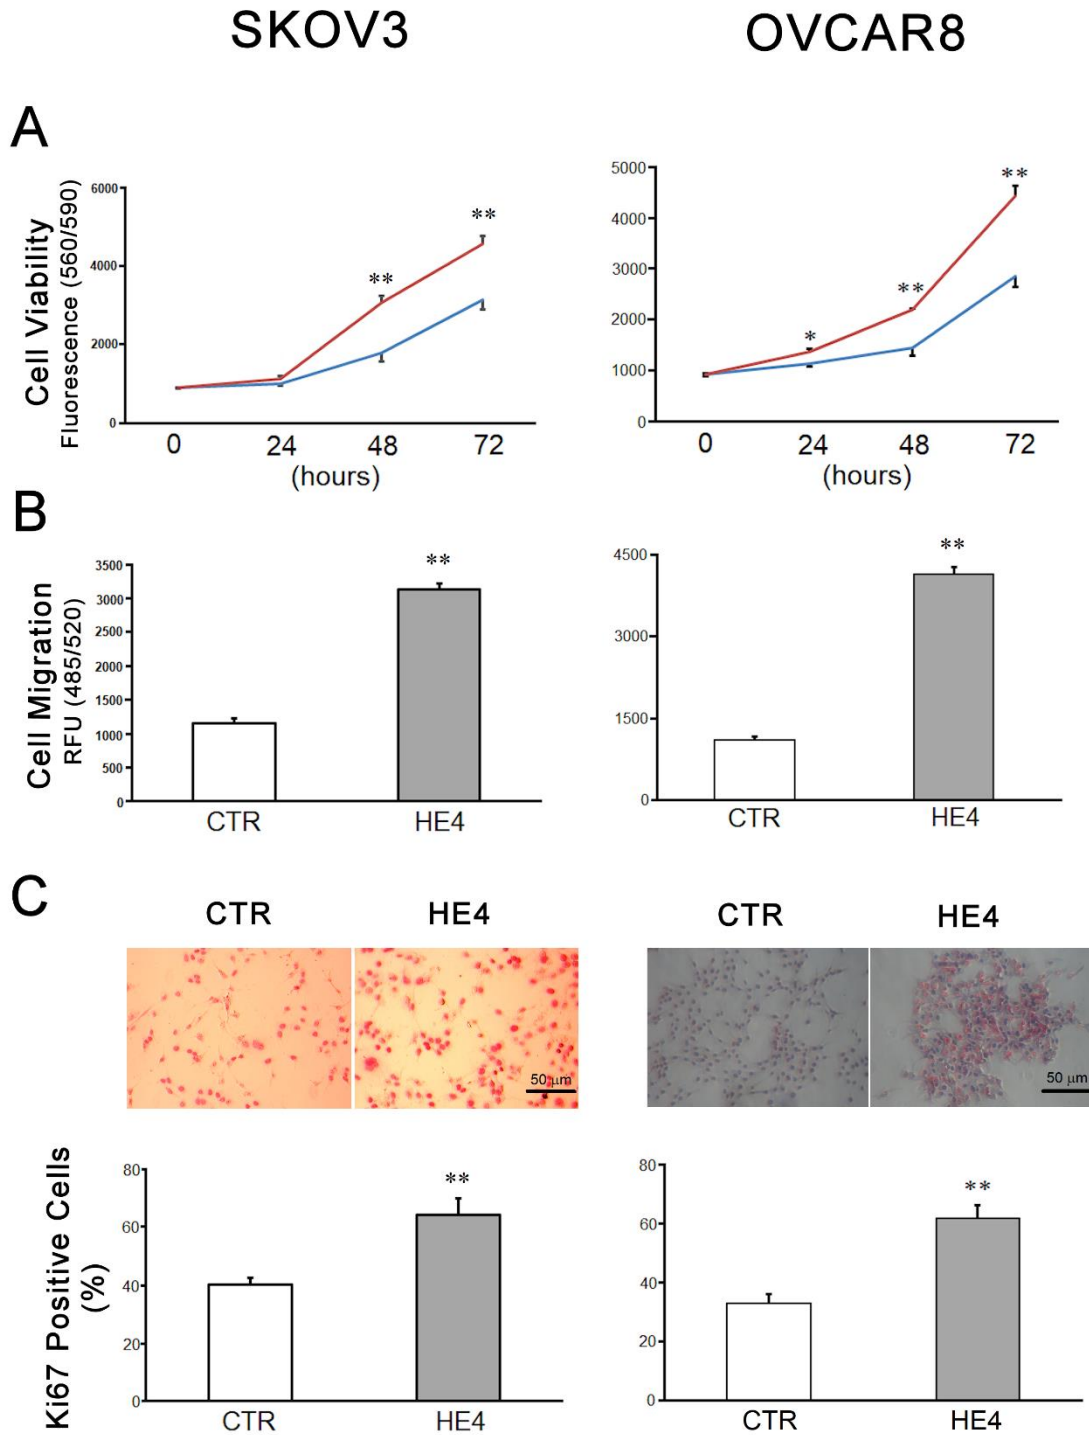 SKOV3 OVCAR8
A
Cell Viability
Fluorescence (560/590)
6000
4000
2000
0
** **
0 24 48 72
(hours)
5000
4000
3000
2000
1000
0
* ** **
0 24 48 72
(hours)
B
Cell Migration
RFU (485/520)
3500
3000
2500
2000
1500
1000
500
0
**
CTR HE4
4500
3000
1500
0
**
CTR HE4
C
CTR HE4
50 μm
CTR HE4
50 μm
Ki67 Positive Cells
(%)
80
60
40
20
0
**
CTR HE4
80
60
40
20
0
**
CTR HE4